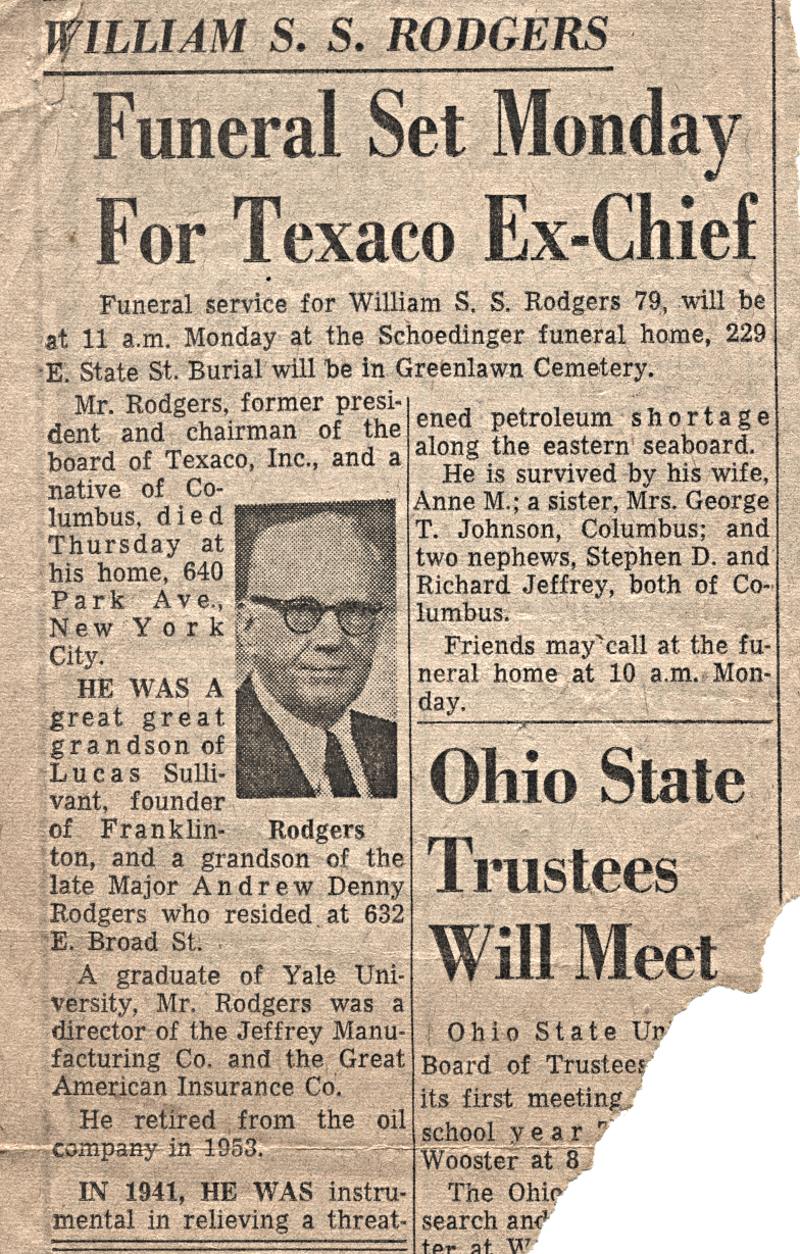 WILLIAM S. S. RODGERS
Funeral Set Monday
For Texaco Ex-Chief
Funeral service for William S. S. Rodgers 79, will be
at 11 a.m. Monday at the Schoedinger funeral home, 229
E. State St. Burial will be in Greenlawn Cemetery.
Mr. Rodgers, former presi-
dent and chairman of the
board of Texaco, Inc., and a
native of Co-
lumbus, died
Thursday at
his home, 640
Park Ave.,
New York
City.
HE WAS A
great great
grandson of
Lucas Sulli-
vant, founder
of Franklin-
Rodgers
ton, and a grandson of the
late Major Andrew Denny
Rodgers who resided at 632
E. Broad St.
A graduate of Yale Uni-
versity, Mr. Rodgers was a
director of the Jeffrey Manu-
facturing Co. and the Great
American Insurance Co.
He retired from the oil
company in 1953.
IN 1941, HE WAS instru-
mental in relieving a threat-
ened petroleum shortage
along the eastern seaboard.
He is survived by his wife,
Anne M.; a sister, Mrs. George
T. Johnson, Columbus; and
two nephews, Stephen D. and
Richard Jeffrey, both of Co-
lumbus.
Friends may call at the fu-
neral home at 10 a.m. Mon-
day.
Ohio State
Trustees
Will Meet
Ohio State
Board of Trustees
its first meeting
school year
Wooster at 8
The Ohio
search and
ter at